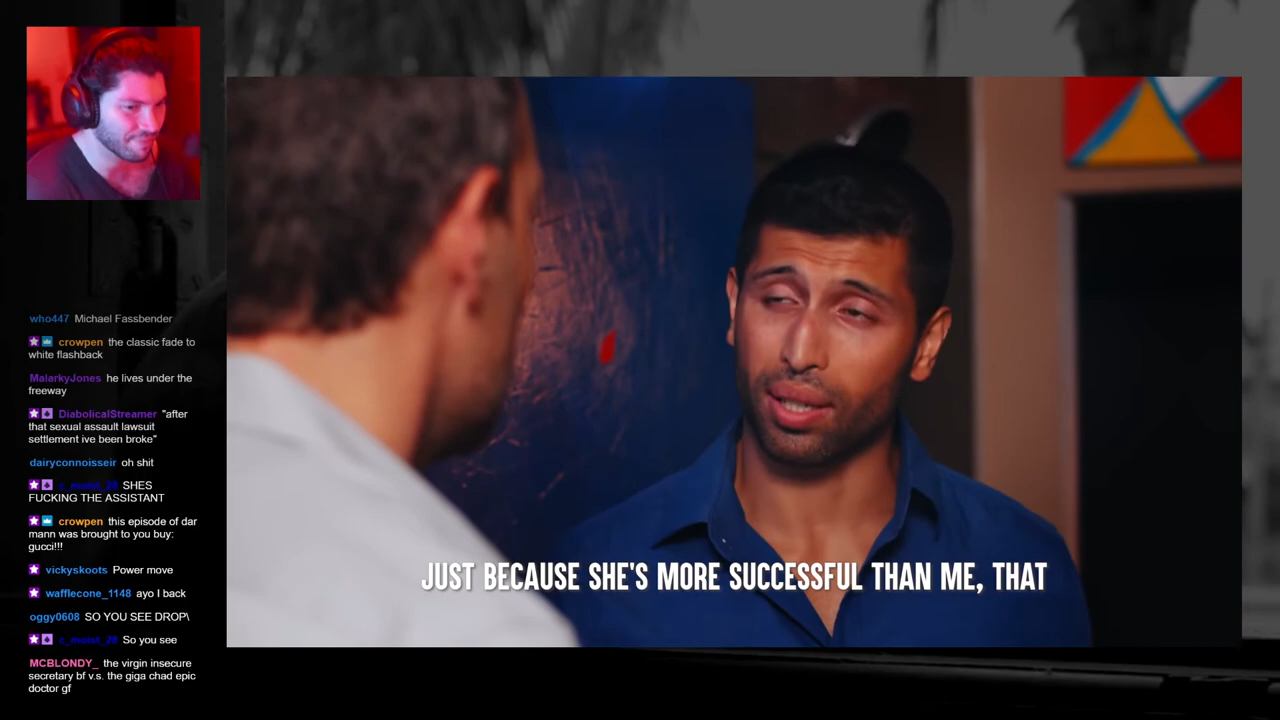 who447 Michael Fassbender
crowpen the classic fade to
white flashback
MalarkyJones he lives under the
freeway
DiabolicalStreamer "after
that sexual assault lawsuit
settlement ive been broke"
dairyconnoisseir oh shit
c_moist_28 SHES
FUCKING THE ASSISTANT
crowpen this episode of dar
mann was brought to you buy:
gucci!!!
vickyskoots Power move
wafflecone_1148 ayo I back
oggy0608 SO YOU SEE DROP\
c_moist_28 So you see
MCBLONDY_ the virgin insecure
secretary bf v.s. the giga chad epic
doctor gf
JUST BECAUSE SHE'S MORE SUCCESSFUL THAN ME, THAT